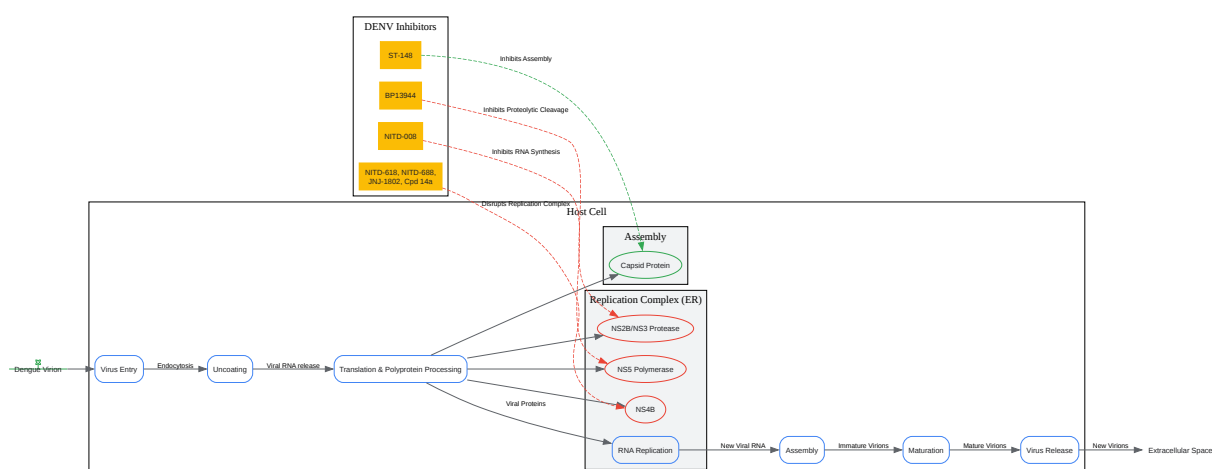 DENV Inhibitors
ST-148
Inhibits Assembly
BP13944
Inhibits Proteolytic Cleavage
NITD-008
Inhibits RNA Synthesis
NITD-618, NITD-688,
JNJ-1802, Cpd 14a
Disrupts Replication Complex
Host Cell
Assembly
Capsid Protein
Replication Complex (ER)
NS2B/NS3 Protease
Dengue Virion
Virus Entry
Endocytosis
Uncoating
Viral RNA release
Translation & Polyprotein Processing
NS5 Polymerase
Viral Proteins
NS4B
RNA Replication
New Viral RNA
Assembly
Immature Virions
Maturation
Mature Virions
Virus Release
New Virions
Extracellular Space